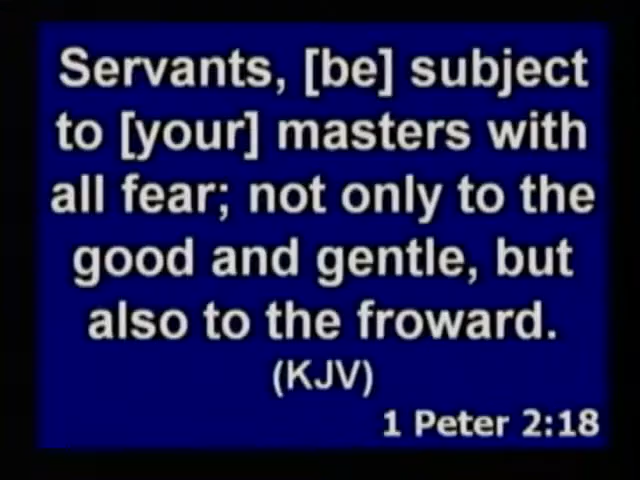 Servants, [be] subject
to [your] masters with
all fear; not only to the
good and gentle, but
also to the froward.
(KJV)
1 Peter 2:18